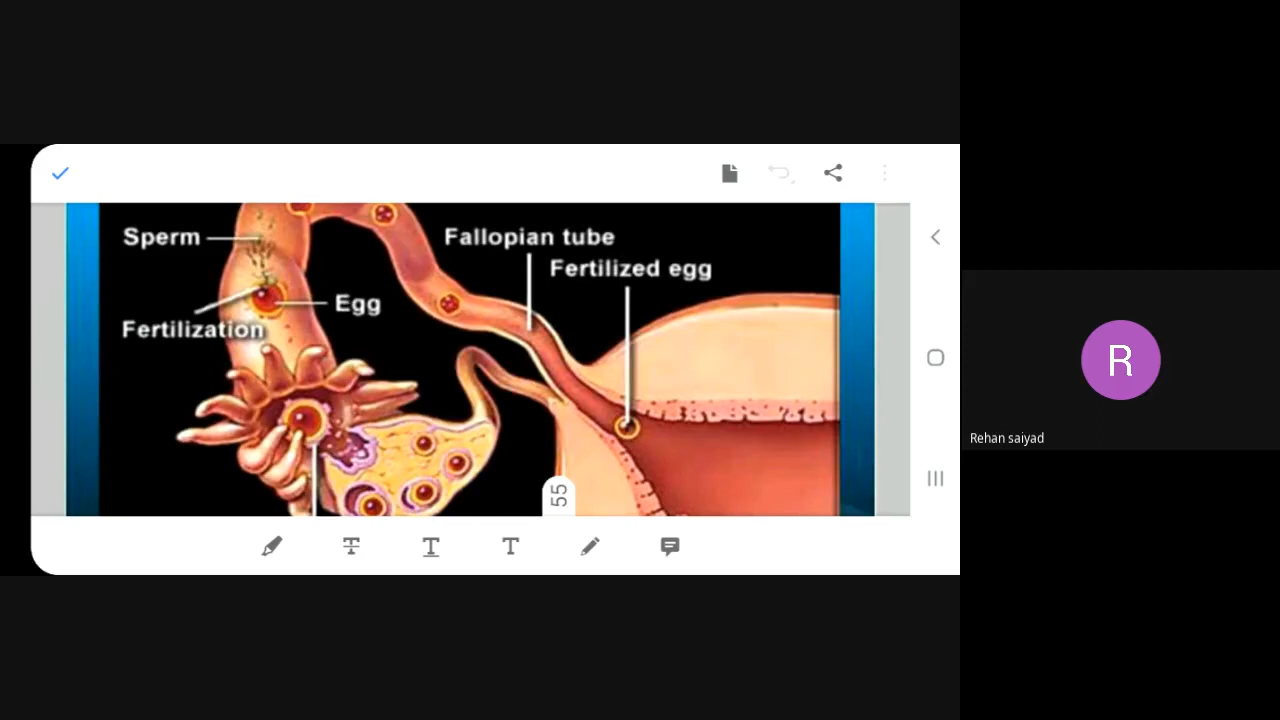 Sperm
Fallopian tube
Fertilized egg
Egg
Fertilization
55
R
Rehan saiyad